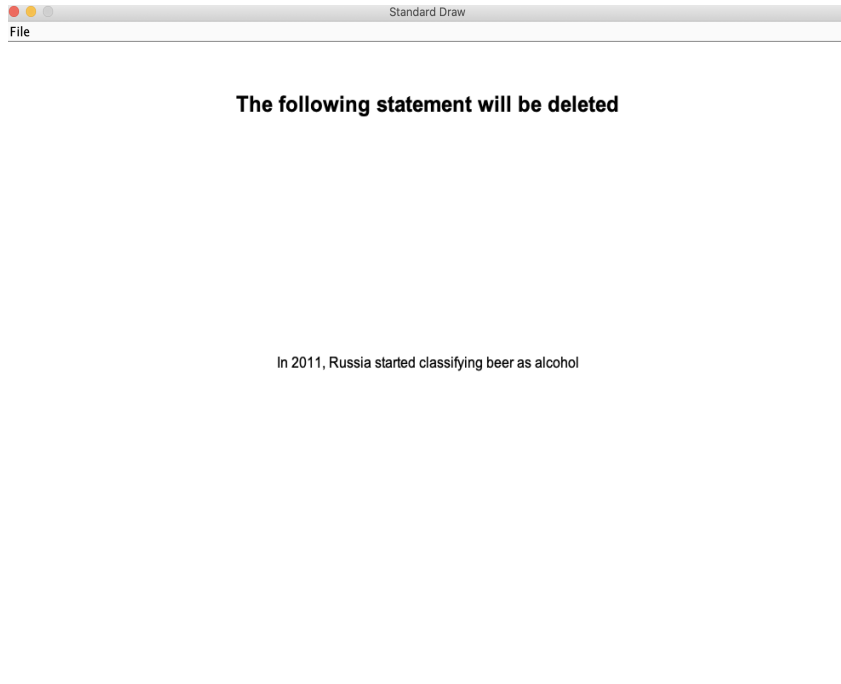 Standard Draw
File
The following statement will be deleted
In 2011, Russia started classifying beer as alcohol